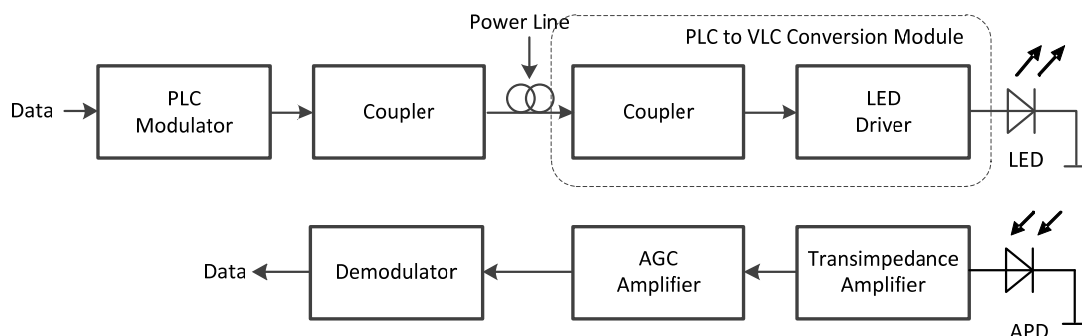 Power Line
PLC to VLC Conversion Module
Data
PLC
Modulator
Coupler
Coupler
LED
Driver
LED
Data
Demodulator
AGC
Amplifier
Transimpedance
Amplifier
APD